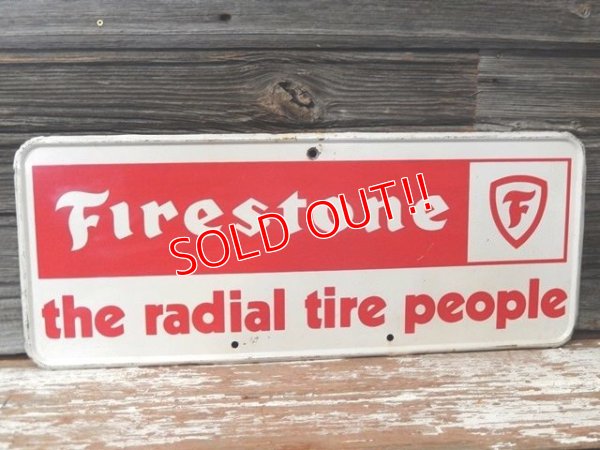 Firestone
F
SOLD OUT!!
the radial tire people